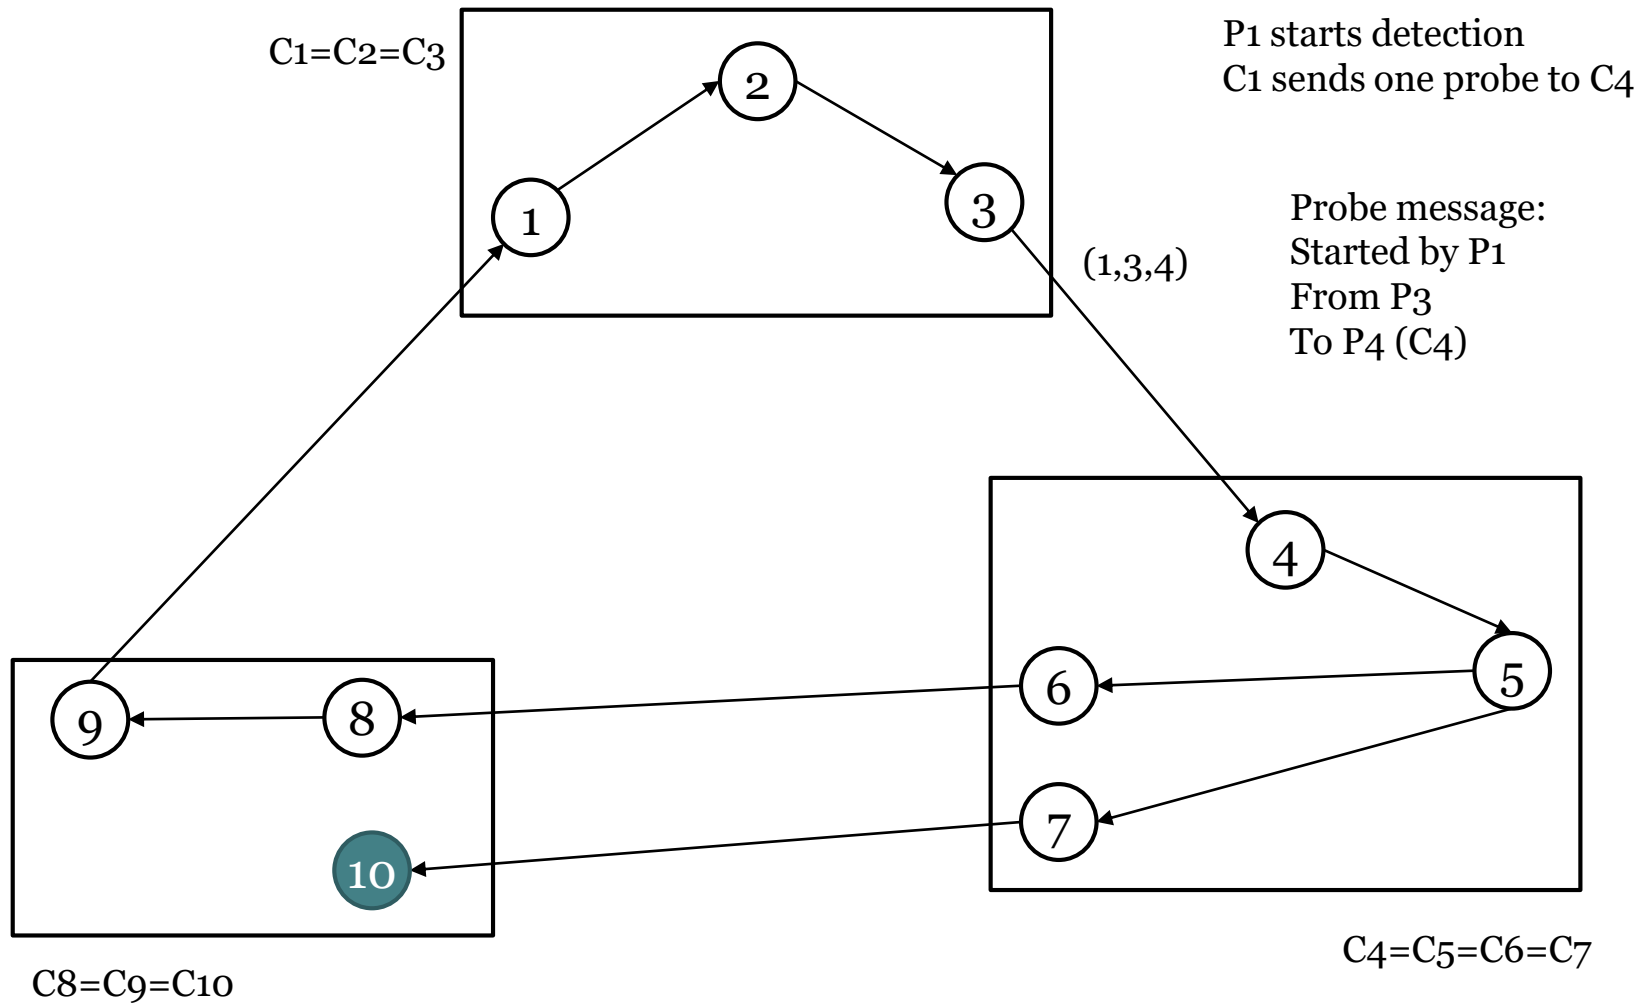 C1=C2=C3
P1 starts detection
C1 sends one probe to C4
2
1
3
(1,3,4)
Probe message:
Started by P1
From P3
To P4 (C4)
4
5
6
7
9
8
10
C4=C5=C6=C7
C8=C9=C10